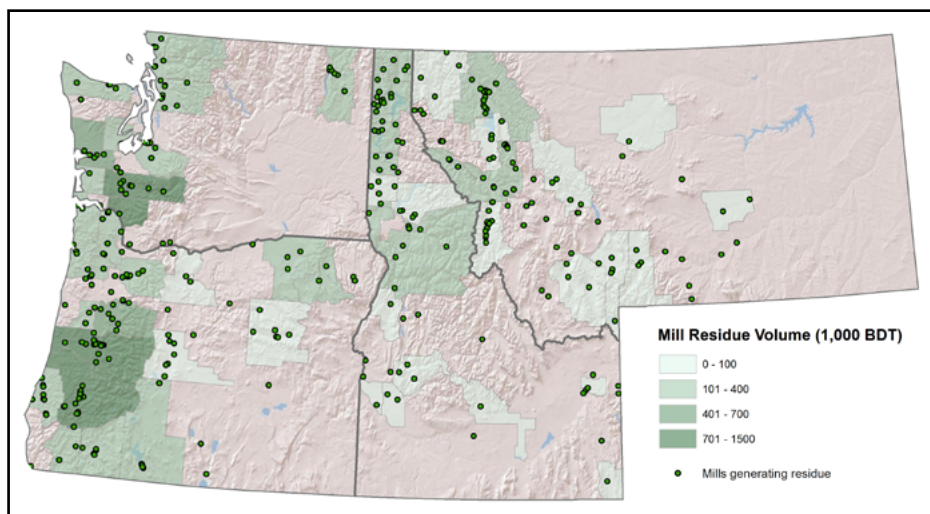 Mill Residue Volume (1,000 BDT)
0 - 100
101 - 400
401 - 700
701 - 1500
Mills generating residue